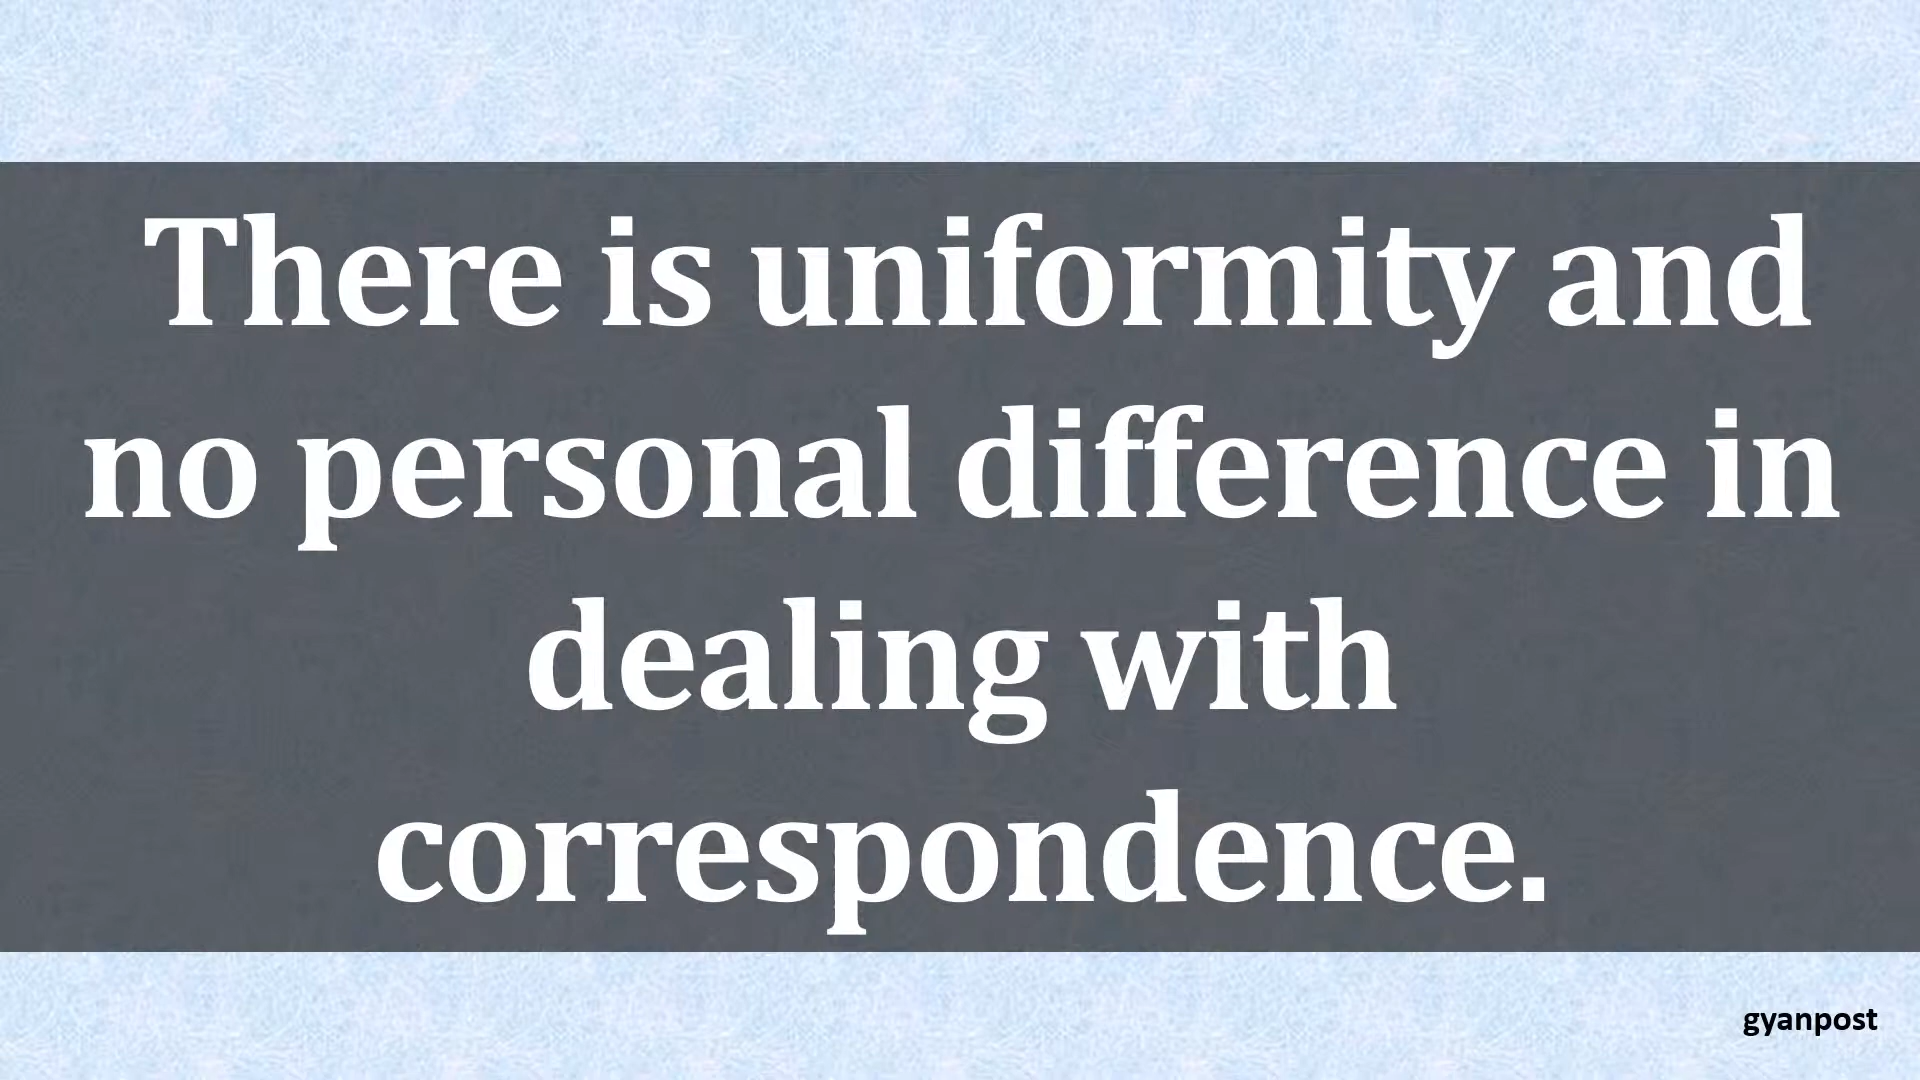 There is uniformity and
no personal difference in
dealing with
correspondence.
gyanpost